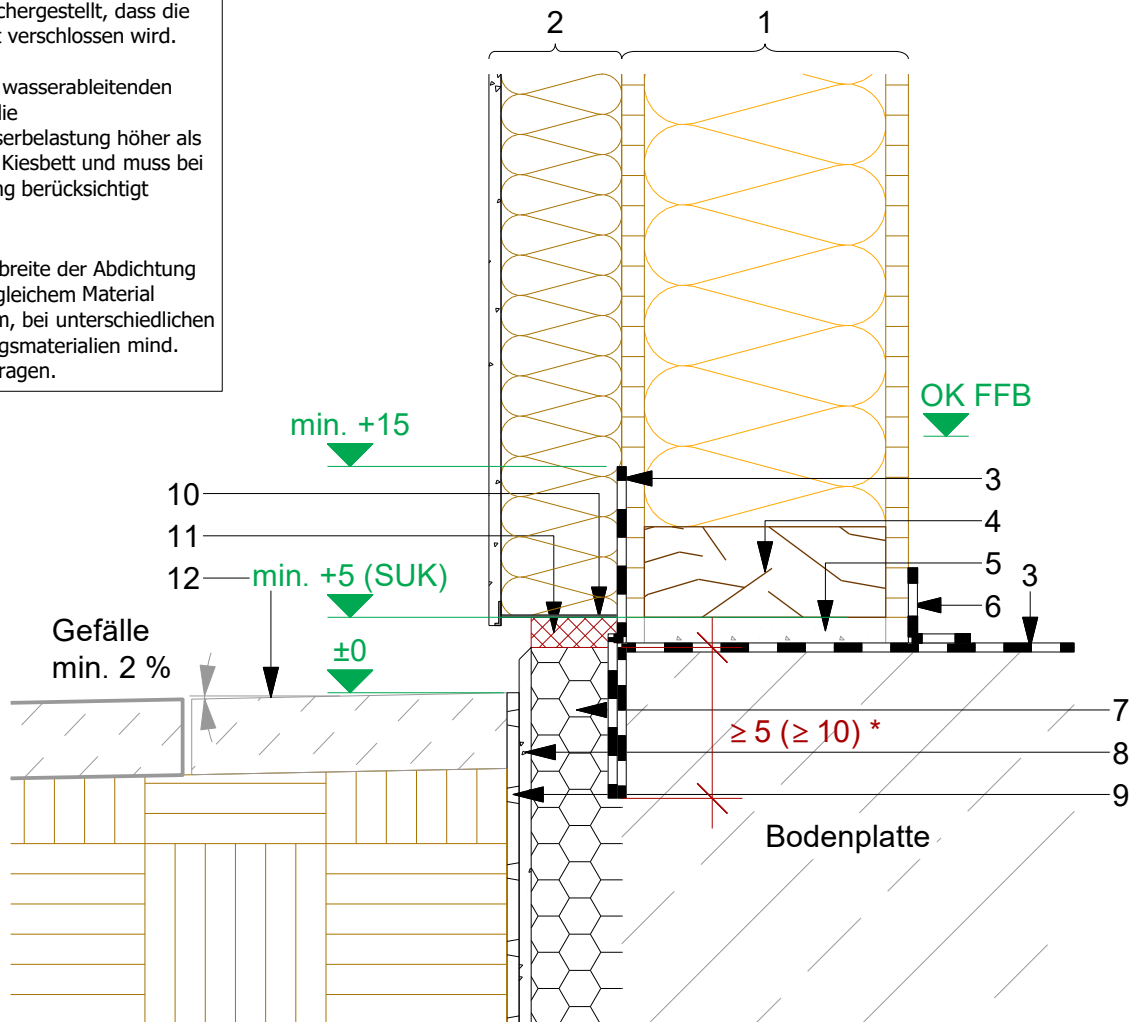 chergestellt, dass die
t verschlossen wird.
wasserableitenden
lie
serbelastung höher als
Kiesbett und muss bei
ng berücksichtigt
breite der Abdichtung
gleichem Material
m, bei unterschiedlichen
gsmaterialien mind.
ragen.
2
1
OK FFB
min. +15
3
10
4
11
5
3
12
min. +5 (SUK)
6
Gefälle
min. 2 %
±0
7
≥ 5 (≥ 10) *
8
9
Bodenplatte